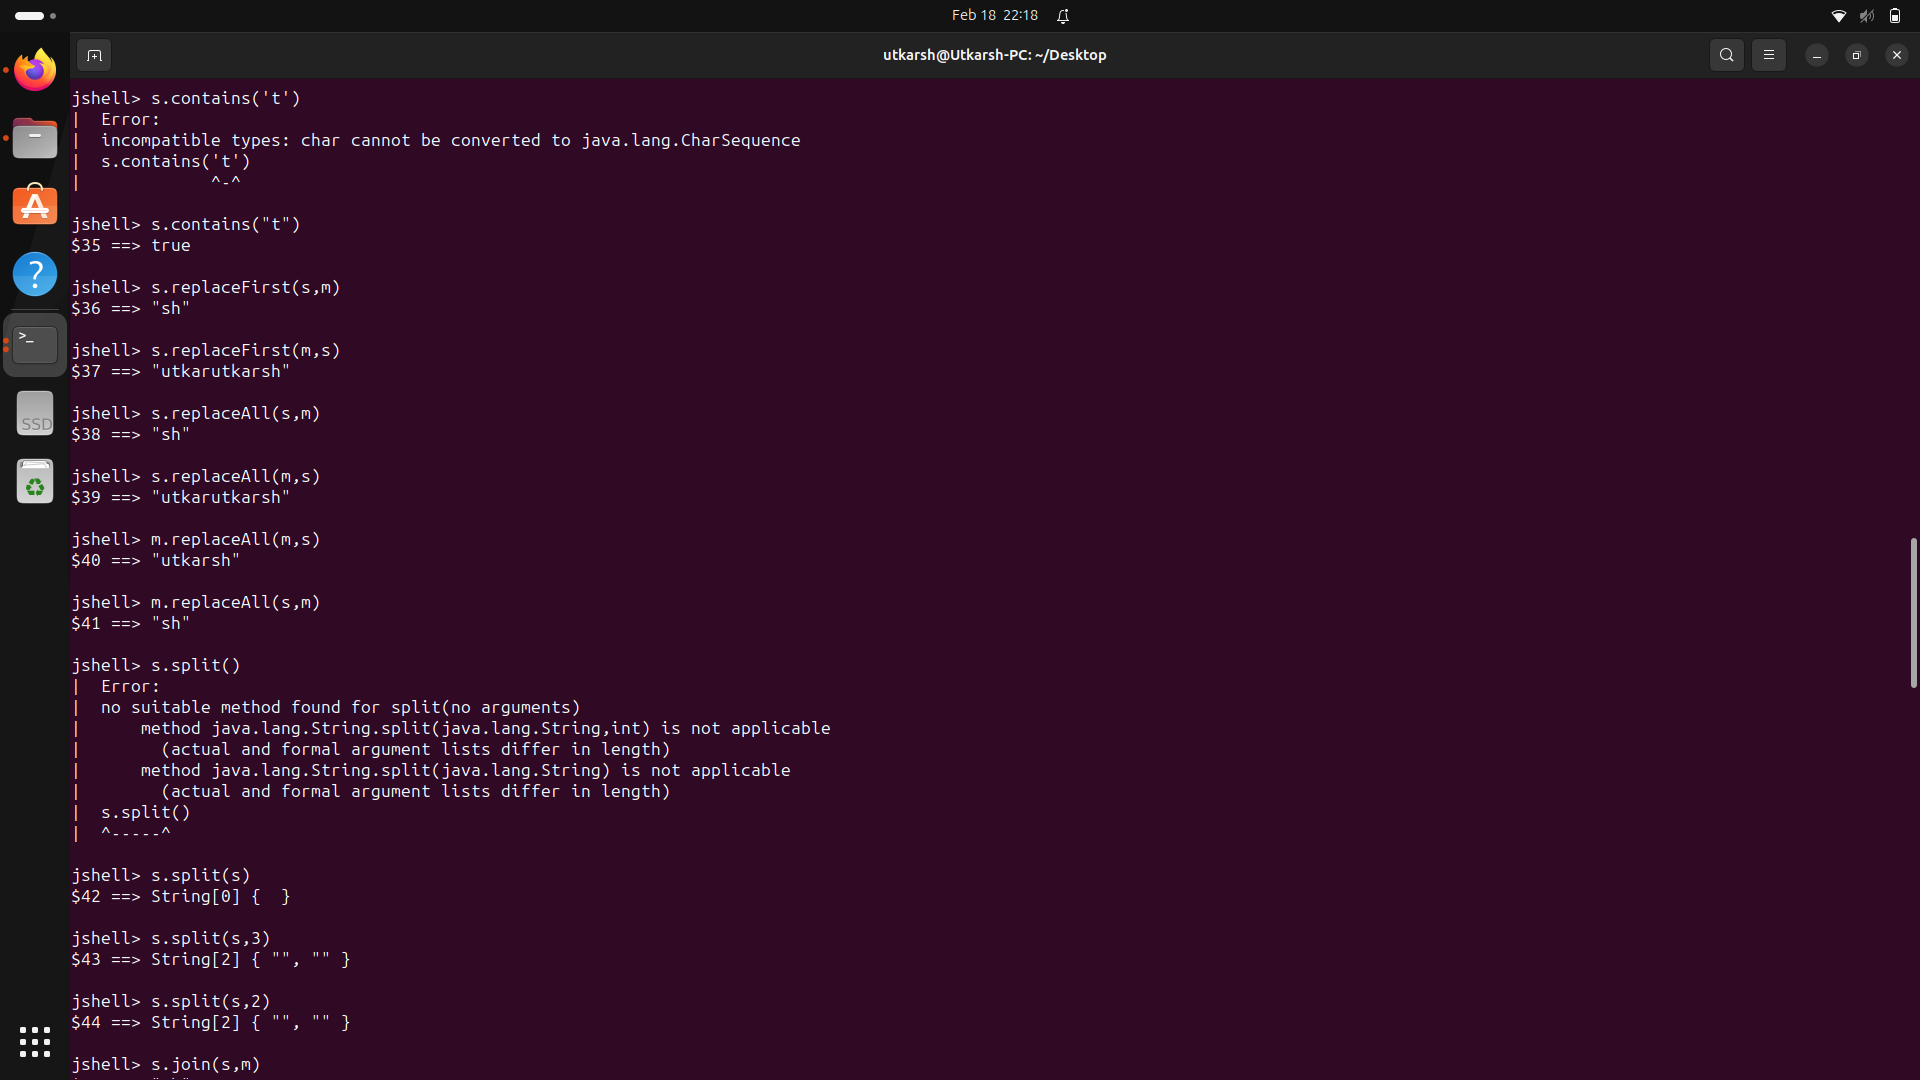 Feb 18 22:18
utkarsh@Utkarsh-PC: ~/Desktop
jshell> s.contains('t')
|  Error:
|  incompatible types: char cannot be converted to java.lang.CharSequence
|  s.contains('t')
|             ^-^
jshell> s.contains("t")
$35 ==> true
jshell> s.replaceFirst(s,m)
$36 ==> "sh"
jshell> s.replaceFirst(m,s)
$37 ==> "utkarutkarsh"
jshell> s.replaceAll(s,m)
$38 ==> "sh"
jshell> s.replaceAll(m,s)
$39 ==> "utkarutkarsh"
jshell> m.replaceAll(m,s)
$40 ==> "utkarsh"
jshell> m.replaceAll(s,m)
$41 ==> "sh"
jshell> s.split()
|  Error:
|  no suitable method found for split(no arguments)
|      method java.lang.String.split(java.lang.String,int) is not applicable
|        (actual and formal argument lists differ in length)
|      method java.lang.String.split(java.lang.String) is not applicable
|        (actual and formal argument lists differ in length)
|  s.split()
|  ^-----^
jshell> s.split(s)
$42 ==> String[0] {  }
jshell> s.split(s,3)
$43 ==> String[2] { "", "" }
jshell> s.split(s,2)
$44 ==> String[2] { "", "" }
jshell> s.join(s,m)
SSD